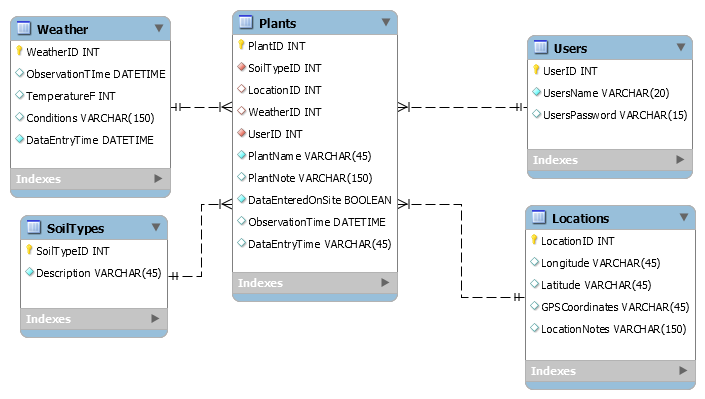 Weather
WeatherID INT
ObservationTIme DATETIME
TemperatureF INT
Conditions VARCHAR(150)
DataEntryTime DATETIME
Indexes
SoilTypes
SoilTypeID INT
Description VARCHAR(45)
Indexes
Plants
PlantID INT
SoilTypeID INT
LocationID INT
WeatherID INT
UserID INT
PlantName VARCHAR(45)
PlantNote VARCHAR(150)
DataEnteredOnSite BOOLEAN
ObservationTime DATETIME
DataEntryTime VARCHAR(45)
Indexes
Users
UserID INT
UsersName VARCHAR(20)
UsersPassword VARCHAR(15)
Indexes
Locations
LocationID INT
Longitude VARCHAR(45)
Latitude VARCHAR(45)
GPSCoordinates VARCHAR(45)
LocationNotes VARCHAR(150)
Indexes